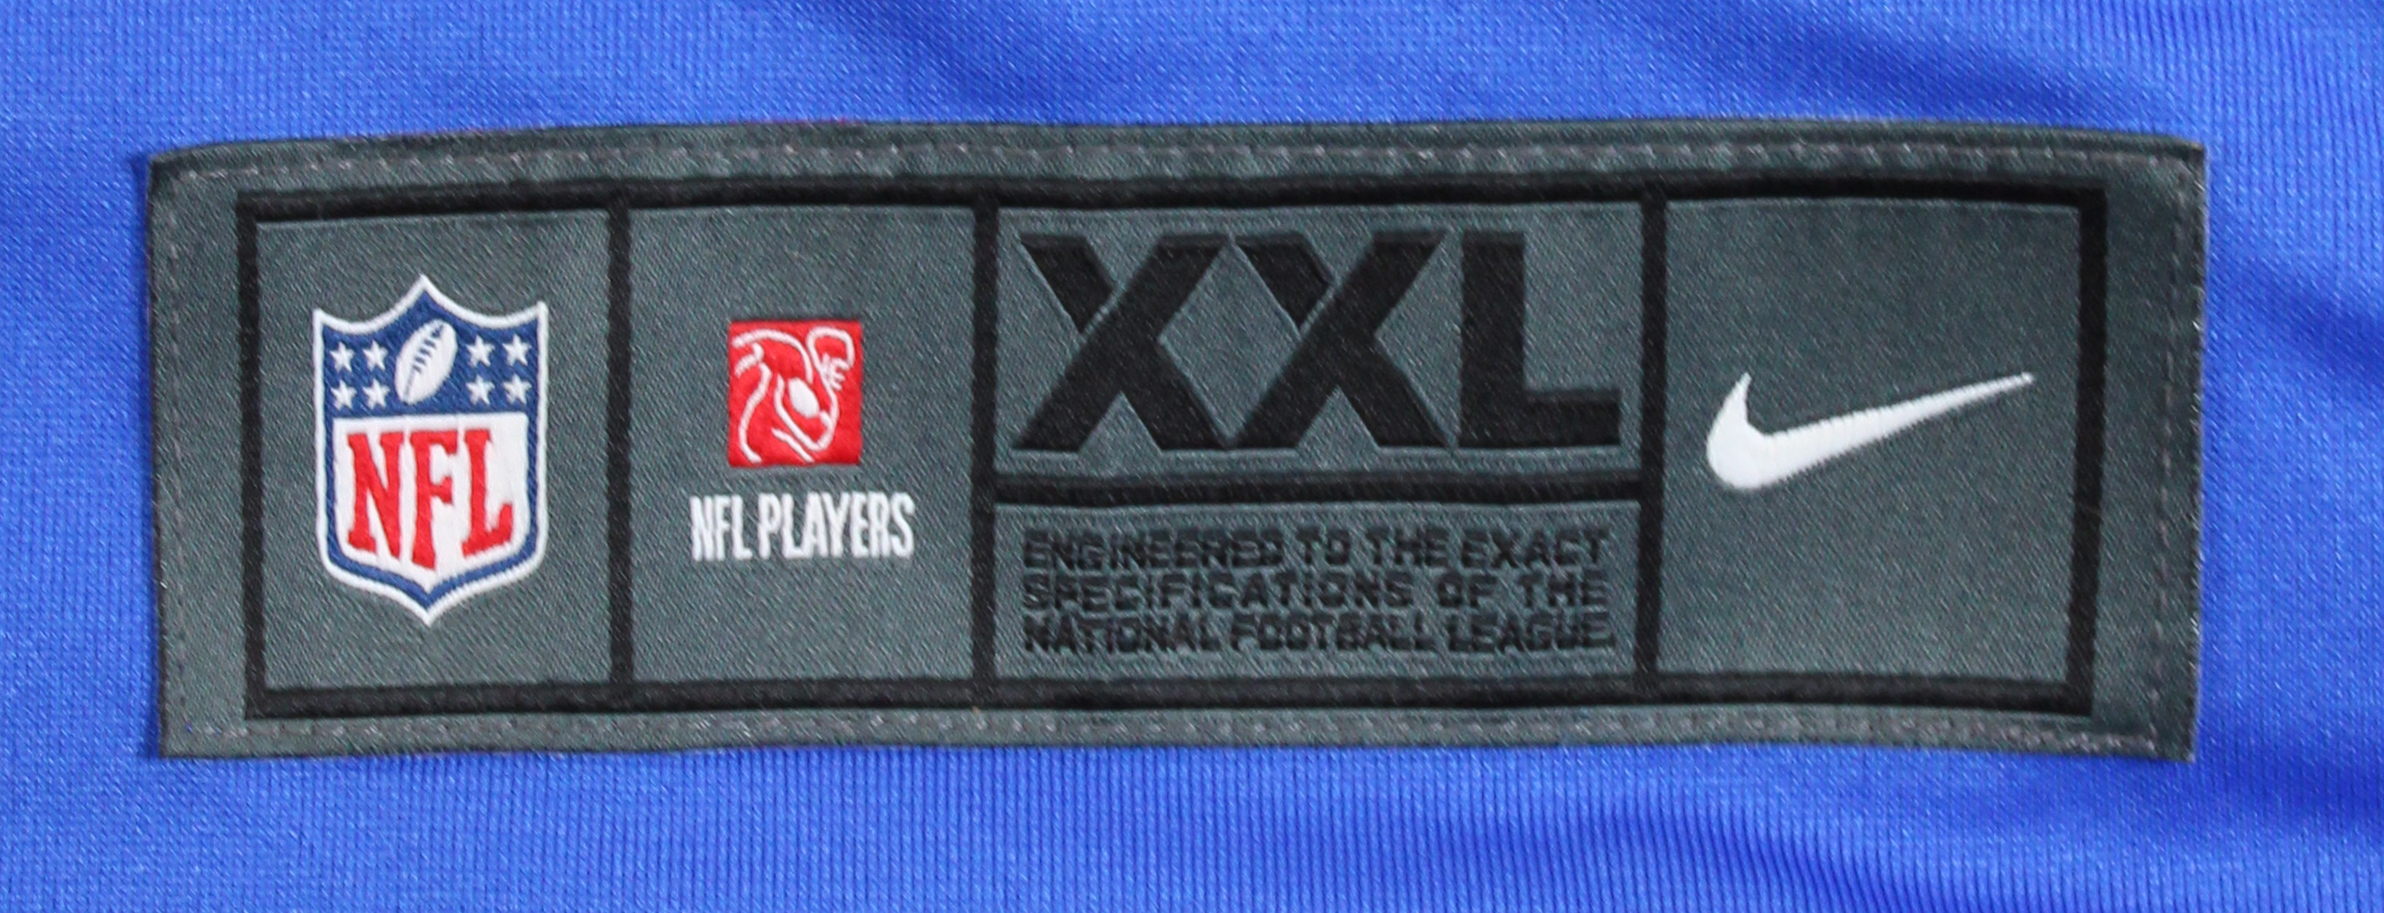 NFL
NFL PLAYERS
XXL
ENGINEERED TO THE EXACT
SPECIFICATIONS OF THE
NATIONAL FOOTBALL LEAGUE.